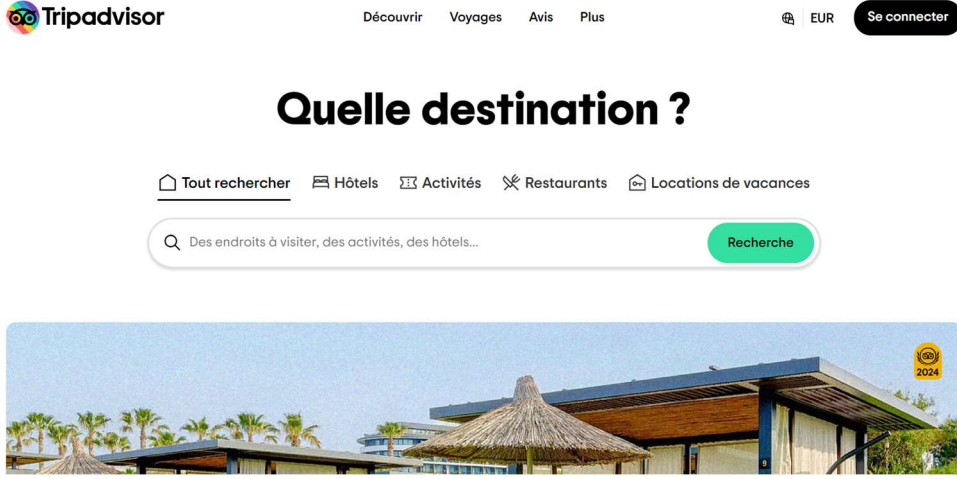 Tripadvisor
Découvrir Voyages Avis Plus
EUR
Se connecter
Quelle destination ?
Tout rechercher Hôtels Activités Restaurants Locations de vacances
Des endroits à visiter, des activités, des hôtels...
Recherche
2024
9